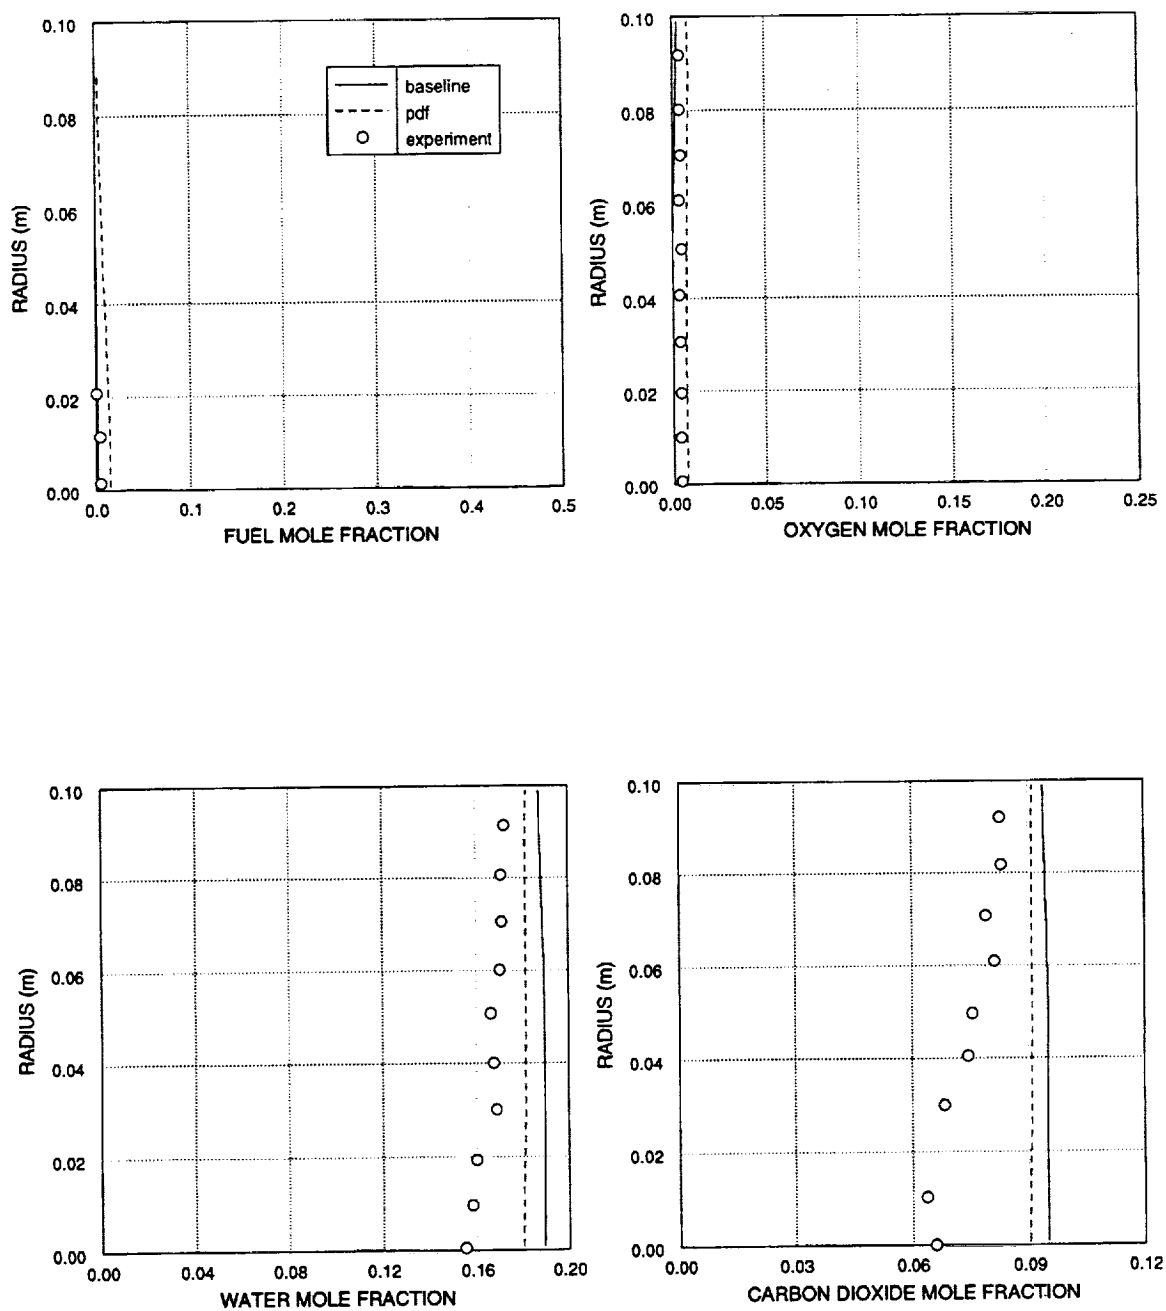 0.10
0.08
0.06
0.04
0.02
0.00
RADIUS (m)
0.0 0.1 0.2 0.3 0.4 0.5
FUEL MOLE FRACTION
baseline
pdf
experiment
0.10
0.08
0.06
0.04
0.02
0.00
RADIUS (m)
0.00 0.05 0.10 0.15 0.20 0.25
OXYGEN MOLE FRACTION
0.10
0.08
0.06
0.04
0.02
0.00
RADIUS (m)
0.00 0.04 0.08 0.12 0.16 0.20
WATER MOLE FRACTION
0.10
0.08
0.06
0.04
0.02
0.00
RADIUS (m)
0.00 0.03 0.06 0.09 0.12
CARBON DIOXIDE MOLE FRACTION